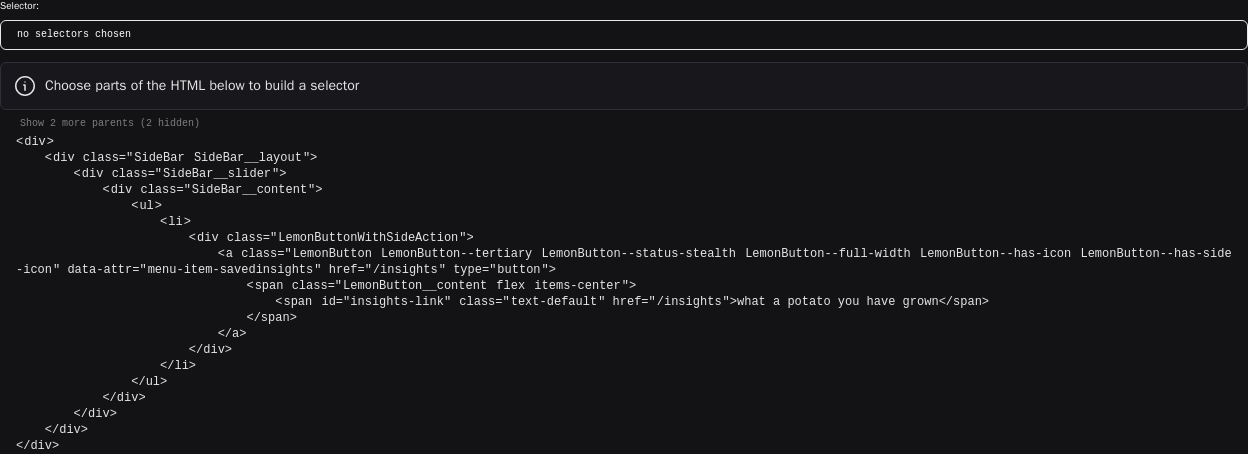 Selector:
no selectors chosen
Choose parts of the HTML below to build a selector
Show 2 more parents (2 hidden)
<div>
<div class="SideBar SideBar__layout">
<div class="SideBar__slider">
<div class="SideBar__content">
<ul>
<li>
<div class="LemonButtonWithSideAction">
<a class="LemonButton LemonButton--tertiary LemonButton--status-stealth LemonButton--full-width LemonButton--has-icon LemonButton--has-side
-icon" data-attr="menu-item-savedinsights" href="/insights" type="button">
<span class="LemonButton__content flex items-center">
<span id="insights-link" class="text-default" href="/insights">what a potato you have grown</span>
</span>
</a>
</div>
</li>
</ul>
</div>
</div>
</div>
</div>